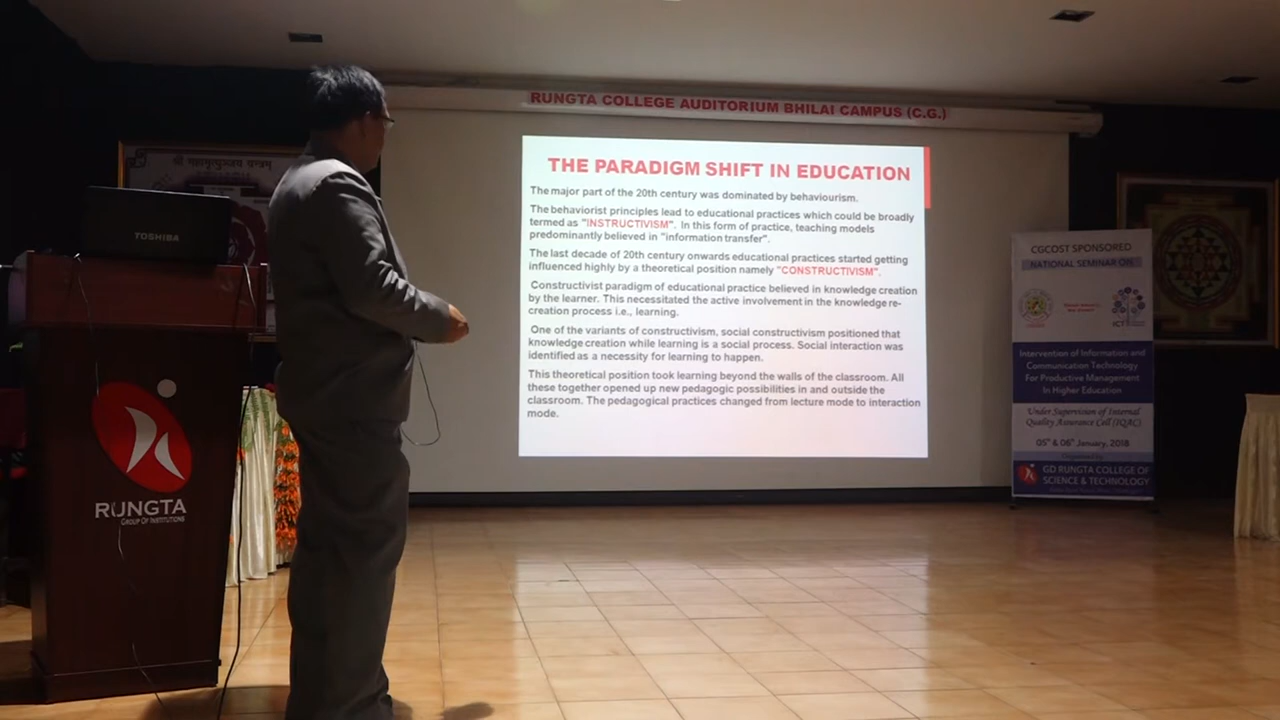 RUNGTA COLLEGE AUDITORIUM BHILAI CAMPUS (C.G.)
श्री महामृत्युञ्जय यन्त्रम्
TOSHIBA
RUNGTA
GROUP OF INSTITUTIONS
THE PARADIGM SHIFT IN EDUCATION
The major part of the 20th century was dominated by behaviourism.
The behaviorist principles lead to educational practices which could be broadly
termed as "INSTRUCTIVISM". In this form of practice, teaching models
predominantly believed in "information transfer".
The last decade of 20th century onwards educational practices started getting
influenced highly by a theoretical position namely "CONSTRUCTIVISM".
Constructivist paradigm of educational practice believed in knowledge creation
by the learner. This necessitated the active involvement in the knowledge re-
creation process i.e., learning.
One of the variants of constructivism, social constructivism positioned that
knowledge creation while learning is a social process. Social interaction was
identified as a necessity for learning to happen.
This theoretical position took learning beyond the walls of the classroom. All
these together opened up new pedagogic possibilities in and outside the
classroom. The pedagogical practices changed from lecture mode to interaction
mode.
CGCOST SPONSORED
NATIONAL SEMINAR ON
ICT
Intervention of Information and
Communication Technology
For Productive Management
In Higher Education
Under Supervision of Internal
Quality Assurance Cell (IQAC)
05th & 06th January, 2018
Organised by
GD RUNGTA COLLEGE OF
SCIENCE & TECHNOLOGY